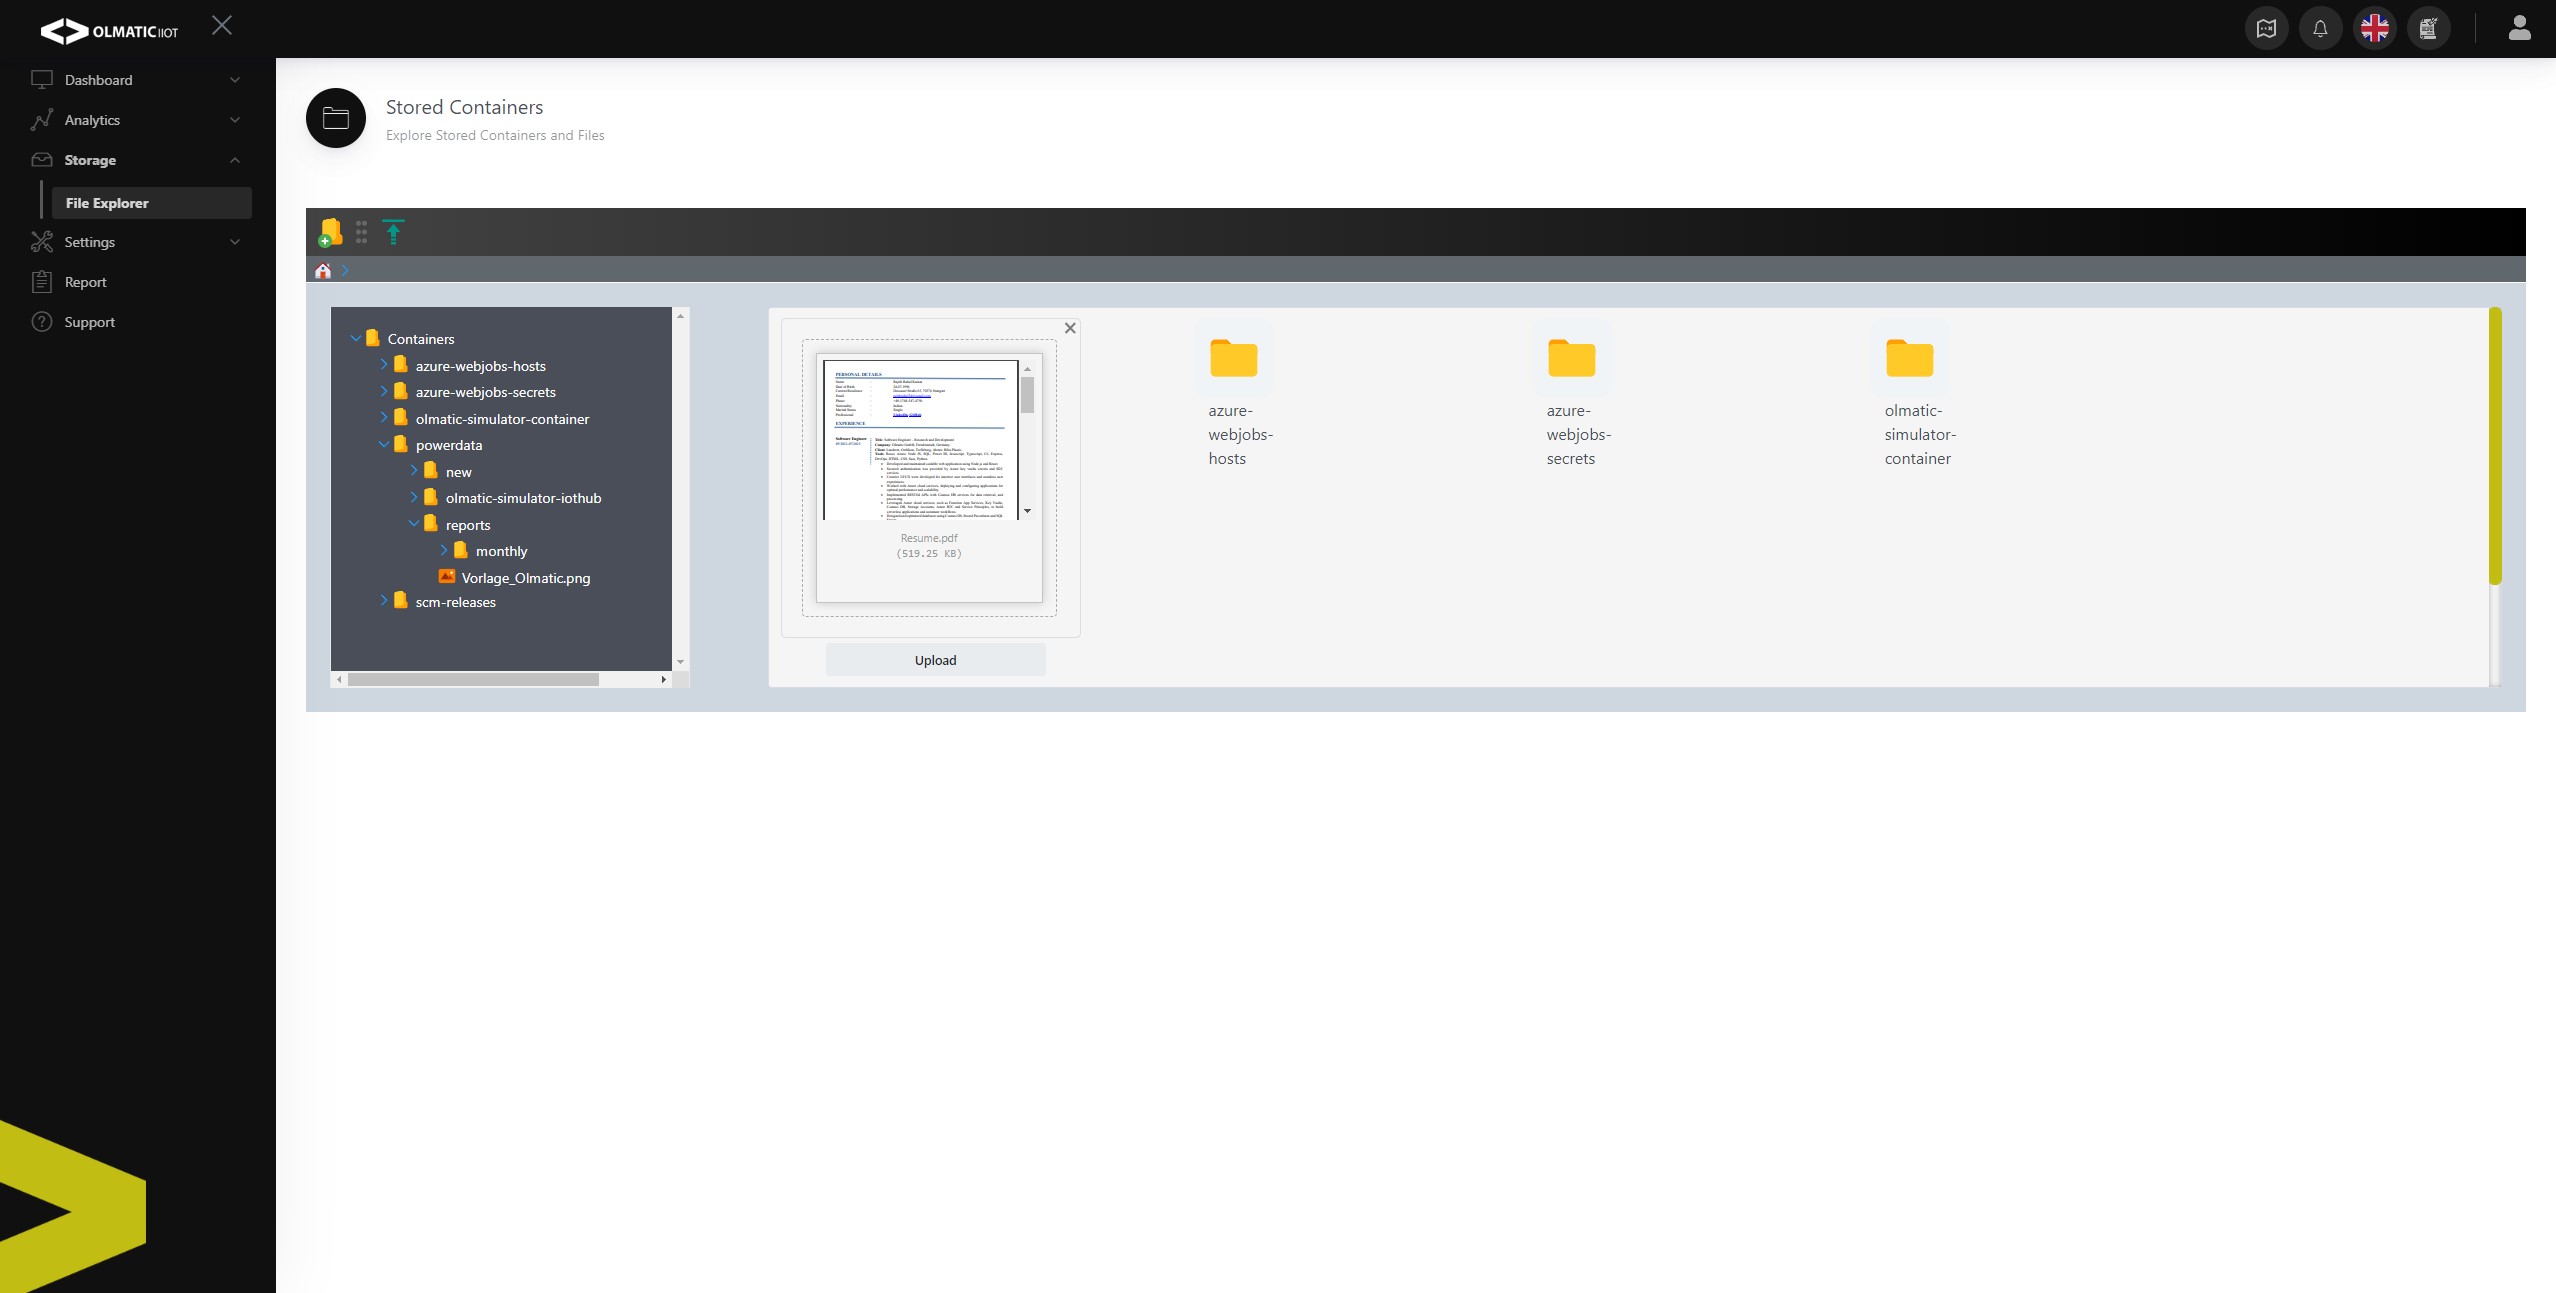 OLMATIC IIOT
Dashboard
Analytics
Storage
File Explorer
Settings
Report
Support
Stored Containers
Explore Stored Containers and Files
Containers
azure-webjobs-hosts
azure-webjobs-secrets
olmatic-simulator-container
powerdata
new
olmatic-simulator-iothub
reports
monthly
Vorlage_Olmatic.png
scm-releases
PERSONAL DETAILS
EXPERIENCE
Software Engineer
Resume.pdf
(519.25 KB)
Upload
azure-
webjobs-
hosts
azure-
webjobs-
secrets
olmatic-
simulator-
container